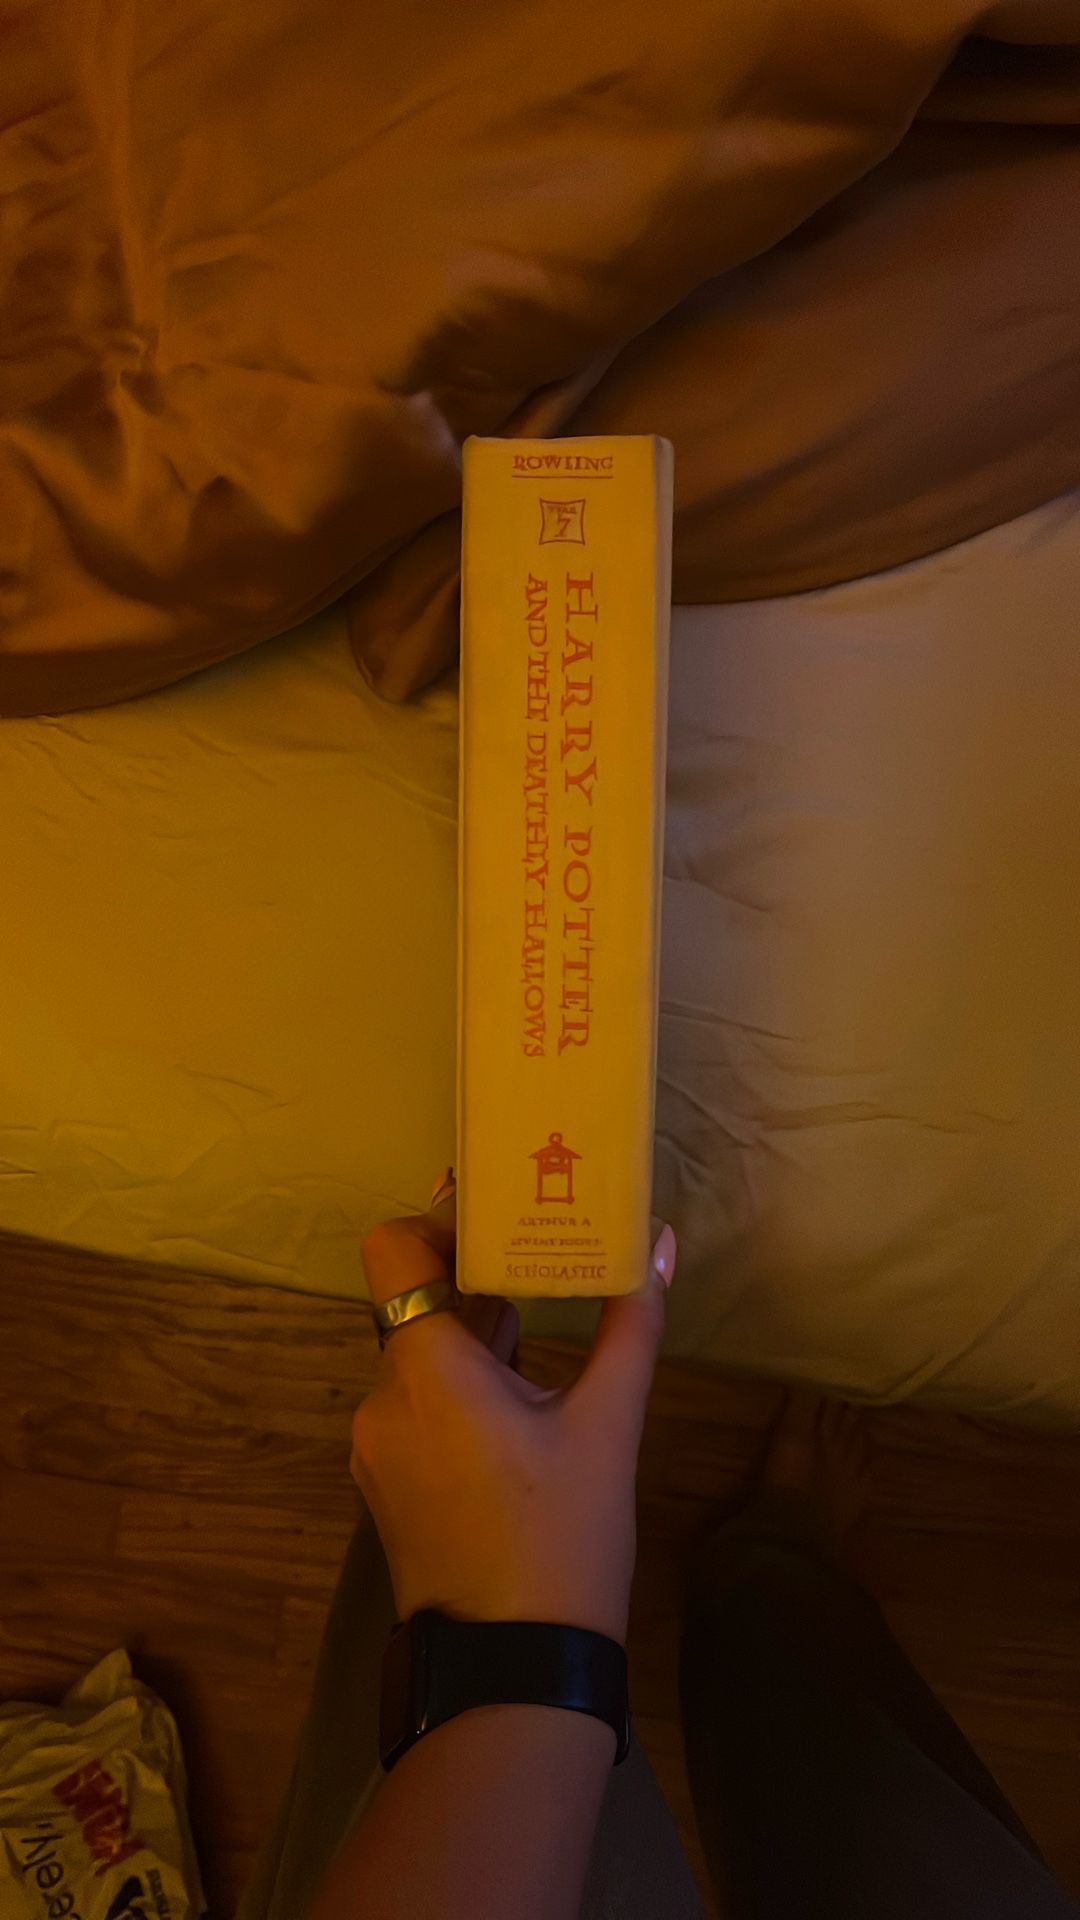 ROWLING
YEAR
7
HARRY POTTER
AND THE DEATHLY HALLOWS
ARTHUR A
LEVINE BOOKS
SCHOLASTIC